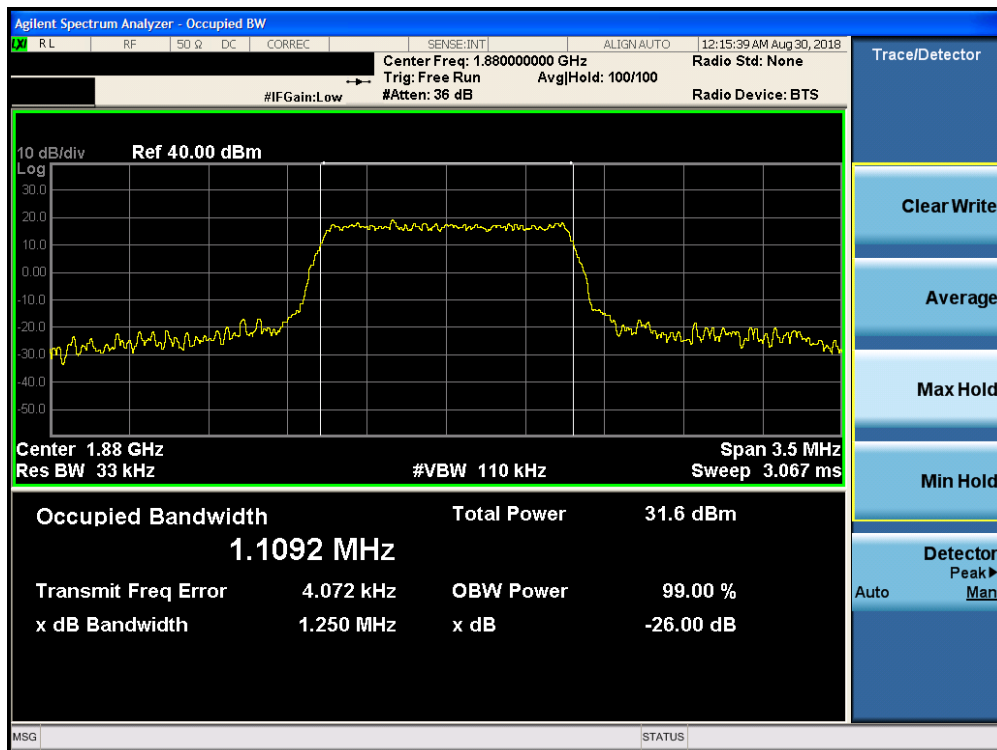 Agilent Spectrum Analyzer - Occupied BW
LXI RL RF 50 Ω DC CORREC SENSE:INT ALIGN AUTO 12:15:39 AM Aug 30, 2018
Center Freq: 1.880000000 GHz Radio Std: None
Trig: Free Run Avg|Hold: 100/100
#IFGain:Low #Atten: 36 dB Radio Device: BTS
10 dB/div Ref 40.00 dBm
Log
30.0
20.0
10.0
0.00
-10.0
-20.0
-30.0
-40.0
-50.0
Center 1.88 GHz Span 3.5 MHz
Res BW 33 kHz #VBW 110 kHz Sweep 3.067 ms
Occupied Bandwidth Total Power 31.6 dBm
1.1092 MHz
Transmit Freq Error 4.072 kHz OBW Power 99.00 %
x dB Bandwidth 1.250 MHz x dB -26.00 dB
Trace/Detector
Clear Write
Average
Max Hold
Min Hold
Detector
Peak▶
Auto Man
MSG STATUS